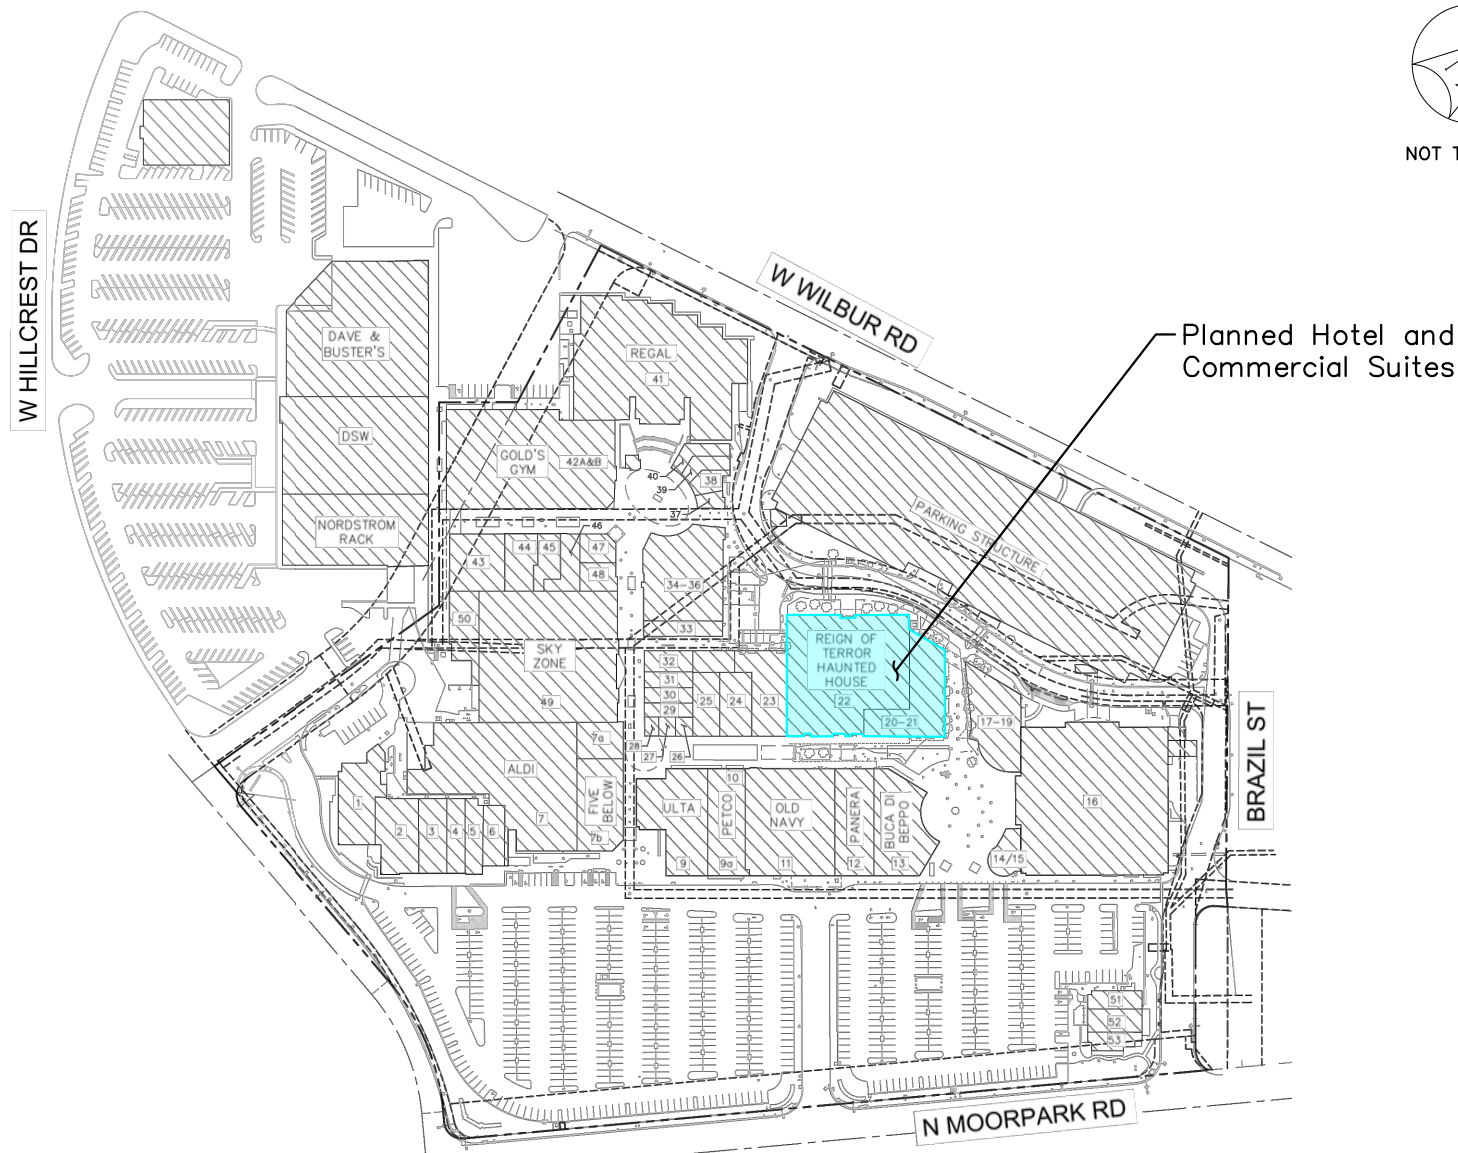 NOT T
W HILLCREST DR
W WILBUR RD
Planned Hotel and
Commercial Suites
DAVE &
BUSTER'S
REGAL
41
DSW
GOLD'S
GYM
42A&B
40
39
38
37
NORDSTROM
RACK
46
PARKING STRUCTURE
43
44
45
47
48
34-36
33
50
SKY
ZONE
49
REIGN OF
TERROR
HAUNTED
HOUSE
22
20-21
32
31
30
29
25
24
23
28
27
26
17-19
BRAZIL ST
7a
ALDI
FIVE
BELOW
7
7b
1
2
3
4
5
6
10
ULTA
PETCO
OLD
NAVY
PANERA
BUCA DI
BEPPO
9
9a
11
12
13
14/15
16
51
52
53
N MOORPARK RD